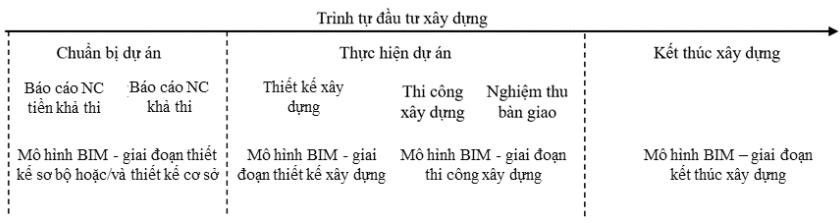 Trình tự đầu tư xây dựng
Chuẩn bị dự án
Thực hiện dự án
Kết thúc xây dựng
Báo cáo NC
tiền khả thi
Báo cáo NC
khả thi
Thiết kế xây
dựng
Thi công
xây dựng
Nghiệm thu
bàn giao
Mô hình BIM - giai đoạn thiết
kế sơ bộ hoặc/và thiết kế cơ sở
Mô hình BIM - giai
đoạn thiết kế xây dựng
Mô hình BIM - giai đoạn
thi công xây dựng
Mô hình BIM – giai đoạn
kết thúc xây dựng